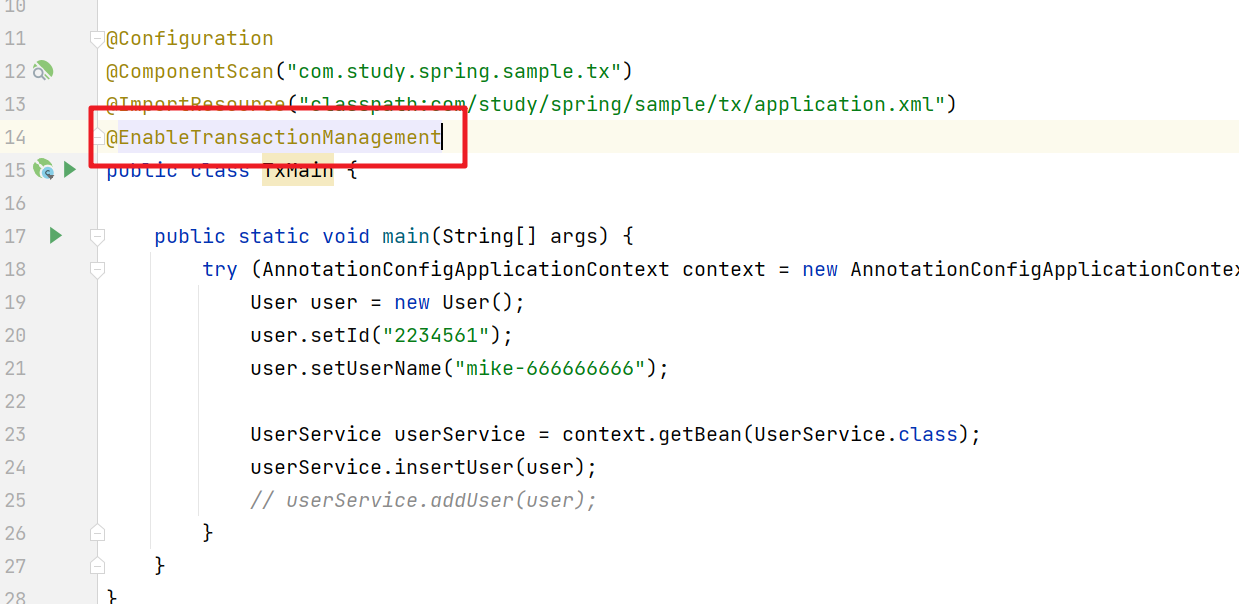 10
11 @Configuration
12 @ComponentScan("com.study.spring.sample.tx")
13 @ImportResource("classpath:com/study/spring/sample/tx/application.xml")
14 @EnableTransactionManagement
15 public class TxMain {
16
17 public static void main(String[] args) {
18 try (AnnotationConfigApplicationContext context = new AnnotationConfigApplicationContex
19 User user = new User();
20 user.setId("2234561");
21 user.setUserName("mike-666666666");
22
23 UserService userService = context.getBean(UserService.class);
24 userService.insertUser(user);
25 // userService.addUser(user);
26 }
27 }
28 }